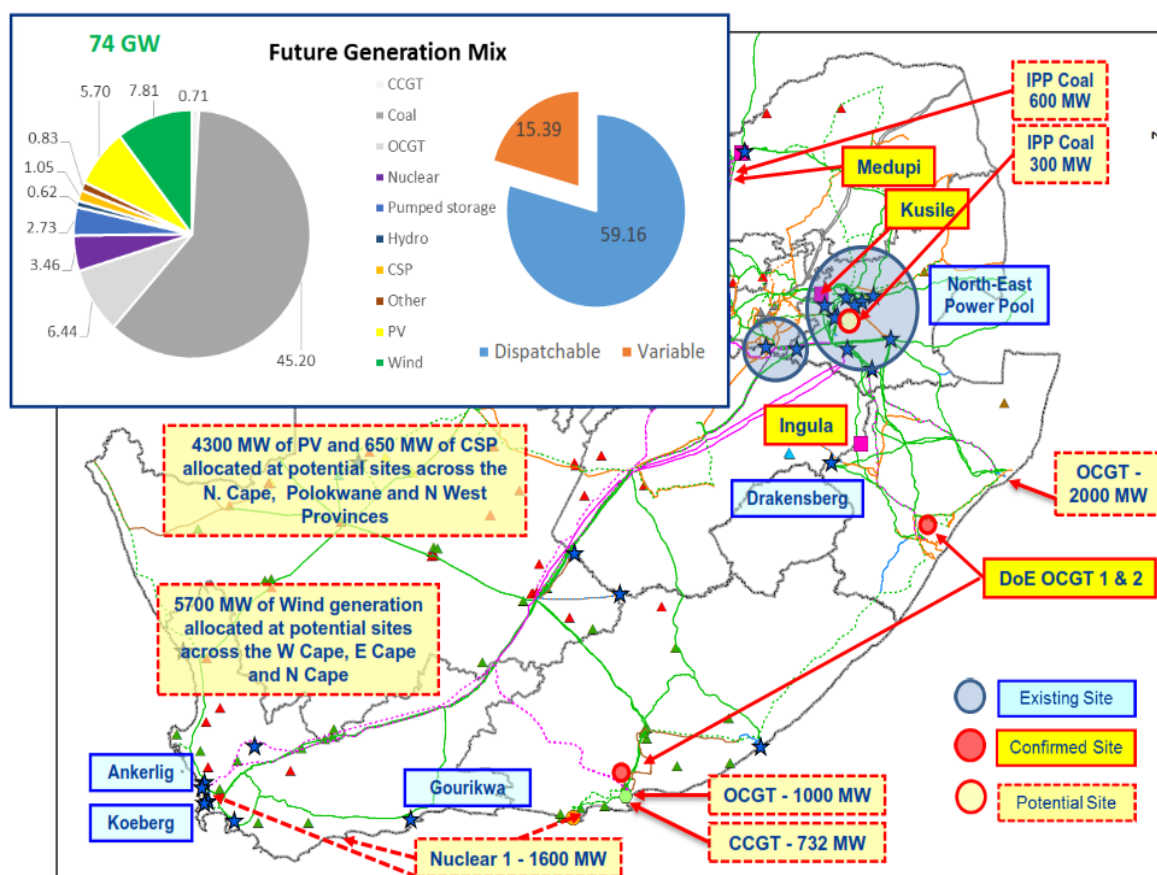 74 GW
Future Generation Mix
5.70
7.81
0.71
0.83
1.05
0.62
2.73
3.46
6.44
45.20
CCGT
Coal
OCGT
Nuclear
Pumped storage
Hydro
CSP
Other
PV
Wind
15.39
59.16
Dispatchable
Variable
IPP Coal
600 MW
IPP Coal
300 MW
Medupi
Kusile
North-East
Power Pool
Ingula
4300 MW of PV and 650 MW of CSP
allocated at potential sites across the
N. Cape, Polokwane and N West
Provinces
Drakensberg
OCGT -
2000 MW
DoE OCGT 1 & 2
5700 MW of Wind generation
allocated at potential sites
across the W Cape, E Cape
and N Cape
Existing Site
Confirmed Site
Potential Site
Ankerlig
Koeberg
Gourikwa
OCGT - 1000 MW
CCGT - 732 MW
Nuclear 1 - 1600 MW